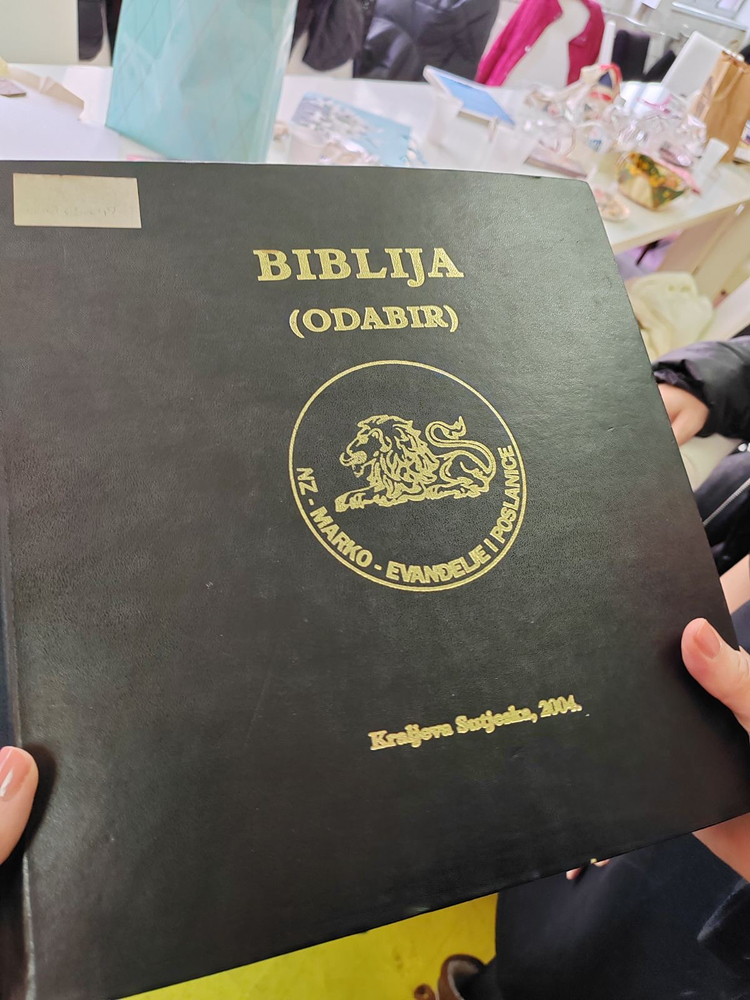 BIBLIJA
(ODABIR)
NZ - MARKO - EVANĐELJE I POSLANICE
Kraljeva Sutjeska, 2004.